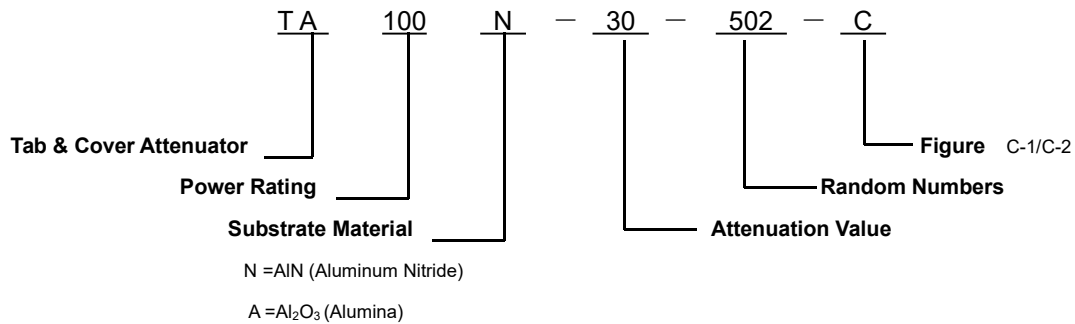 TA 100 N — 30 — 502 — C
Tab & Cover Attenuator
Figure C-1/C-2
Power Rating
Random Numbers
Substrate Material
Attenuation Value
N =AlN (Aluminum Nitride)
A =Al₂O₃ (Alumina)